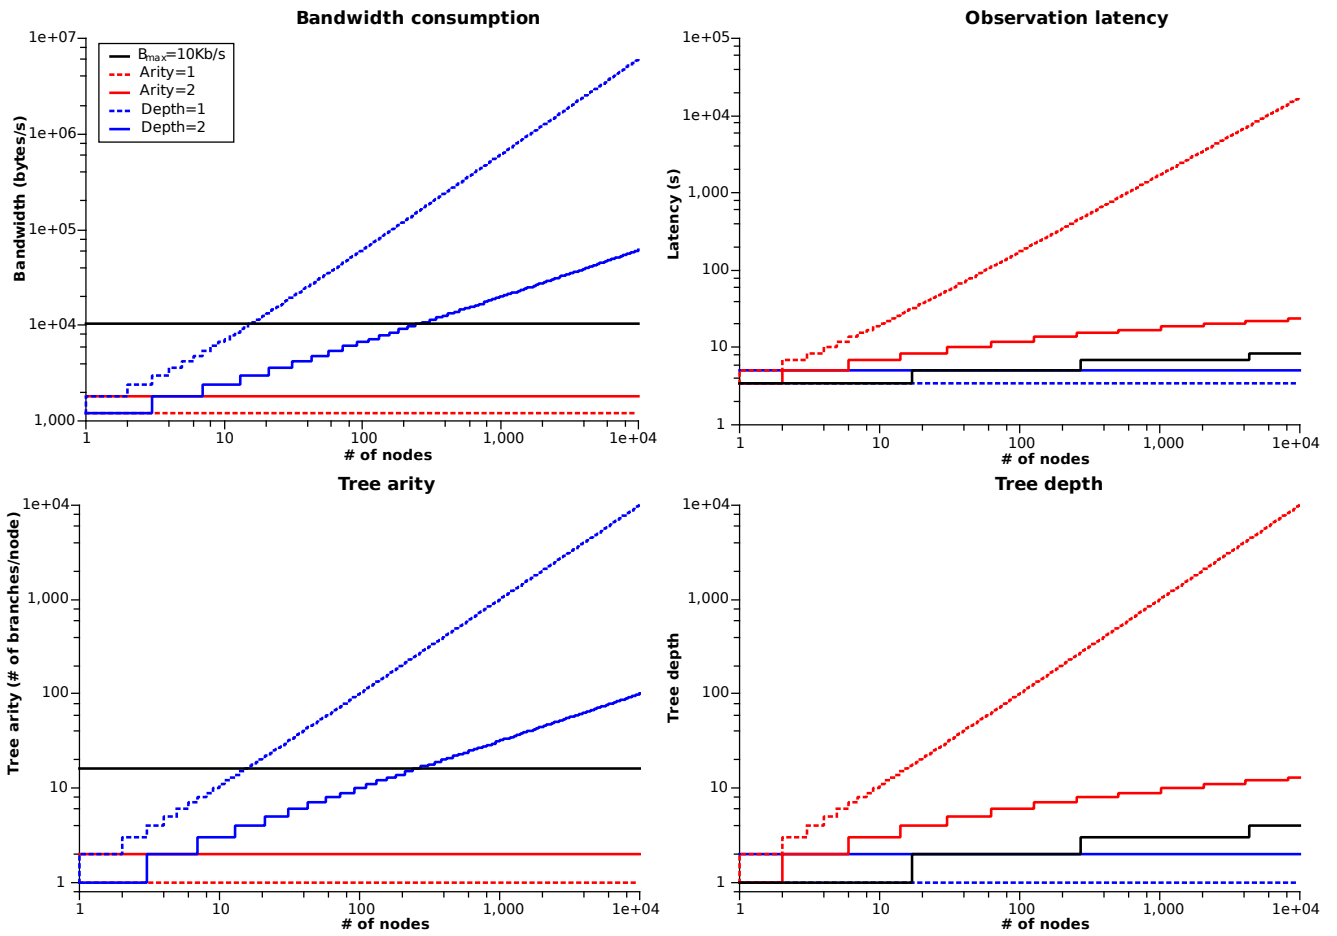 Bandwidth consumption
1e+07
1e+06
1e+05
1e+04
1,000
Bandwidth (bytes/s)
Bmax=10Kb/s
Arity=1
Arity=2
Depth=1
Depth=2
1 10 100 1,000 1e+04
# of nodes
Observation latency
1e+05
1e+04
1,000
100
10
1
Latency (s)
1 10 100 1,000 1e+04
# of nodes
Tree arity
1e+04
1,000
100
10
1
Tree arity (# of branches/node)
1 10 100 1,000 1e+04
# of nodes
Tree depth
1e+04
1,000
100
10
1
Tree depth
1 10 100 1,000 1e+04
# of nodes